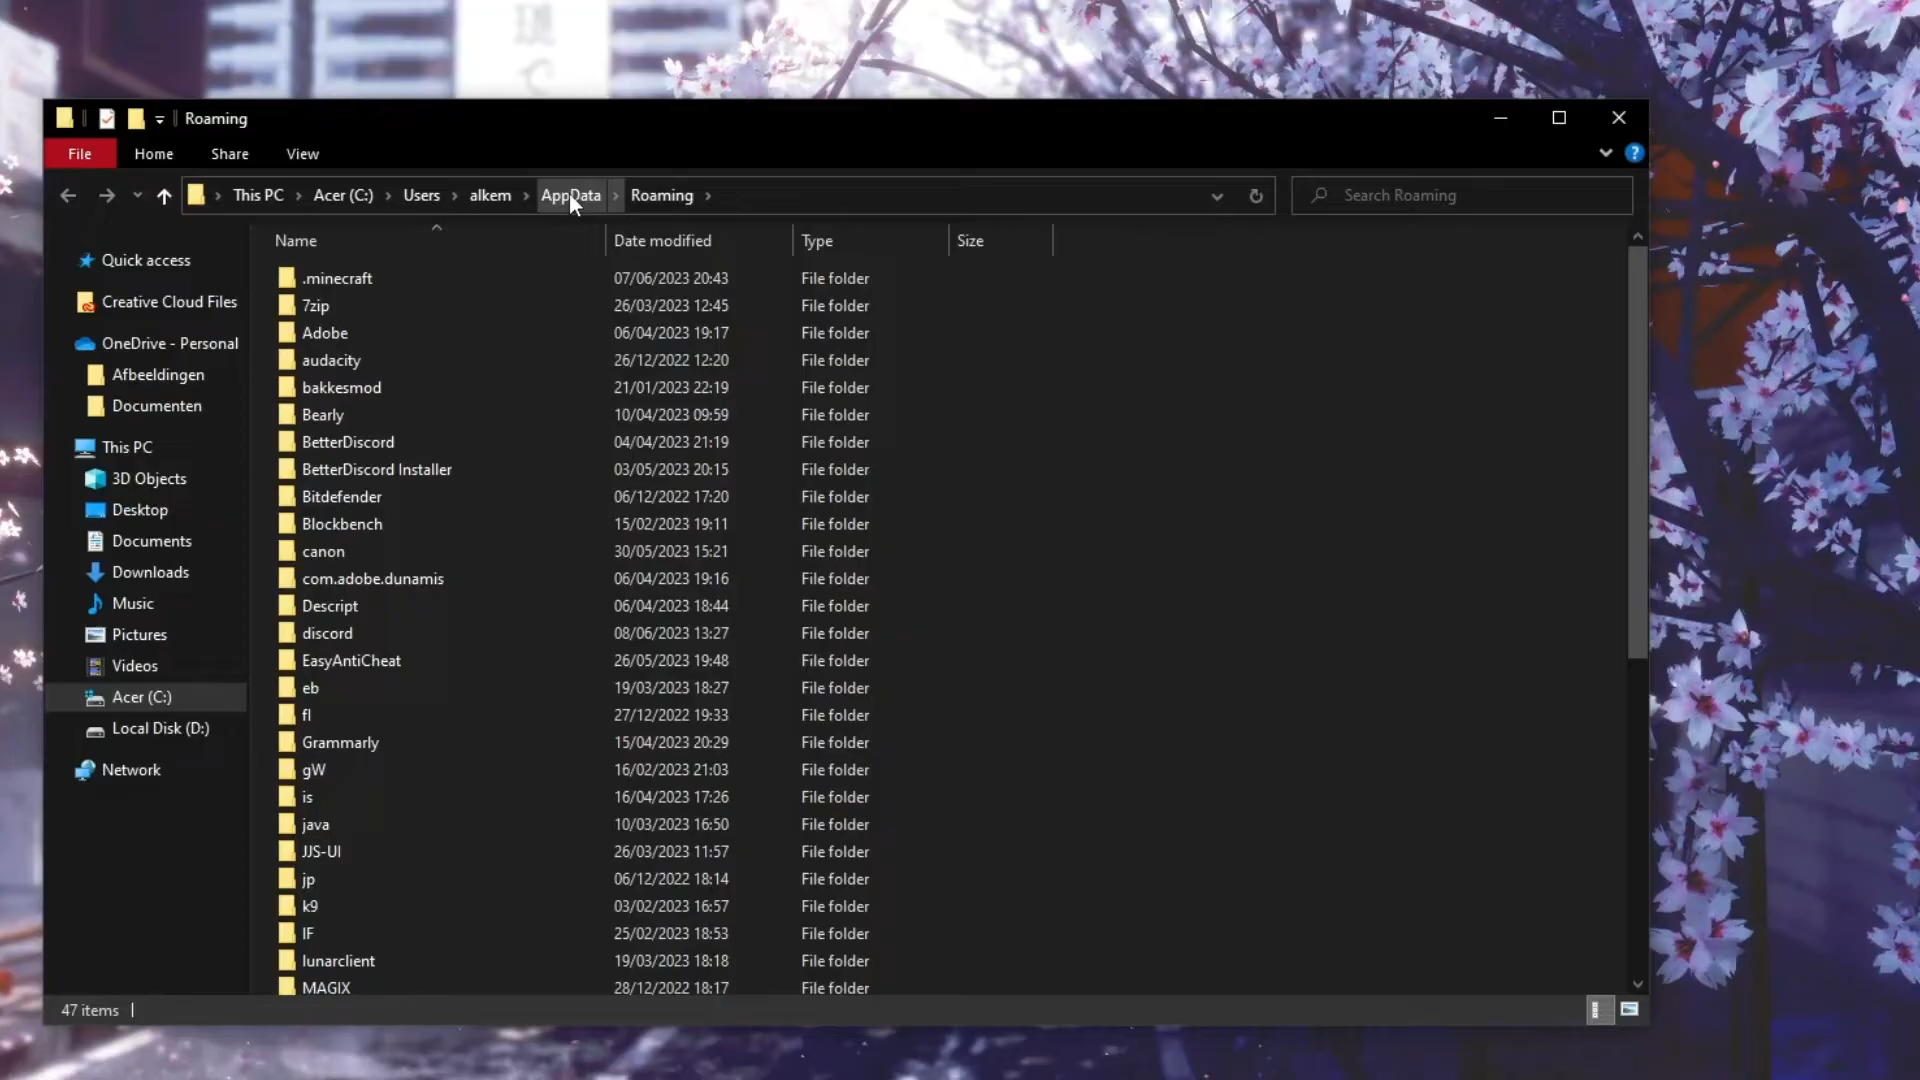 現
で
Roaming
File Home Share View
This PC Acer (C:) Users alkem AppData Roaming
Search Roaming
Name Date modified Type Size
Quick access
Creative Cloud Files
OneDrive - Personal
Afbeeldingen
Documenten
This PC
3D Objects
Desktop
Documents
Downloads
Music
Pictures
Videos
Acer (C:)
Local Disk (D:)
Network
.minecraft 07/06/2023 20:43 File folder
7zip 26/03/2023 12:45 File folder
Adobe 06/04/2023 19:17 File folder
audacity 26/12/2022 12:20 File folder
bakkesmod 21/01/2023 22:19 File folder
Bearly 10/04/2023 09:59 File folder
BetterDiscord 04/04/2023 21:19 File folder
BetterDiscord Installer 03/05/2023 20:15 File folder
Bitdefender 06/12/2022 17:20 File folder
Blockbench 15/02/2023 19:11 File folder
canon 30/05/2023 15:21 File folder
com.adobe.dunamis 06/04/2023 19:16 File folder
Descript 06/04/2023 18:44 File folder
discord 08/06/2023 13:27 File folder
EasyAntiCheat 26/05/2023 19:48 File folder
eb 19/03/2023 18:27 File folder
fl 27/12/2022 19:33 File folder
Grammarly 15/04/2023 20:29 File folder
gW 16/02/2023 21:03 File folder
is 16/04/2023 17:26 File folder
java 10/03/2023 16:50 File folder
JJS-UI 26/03/2023 11:57 File folder
jp 06/12/2022 18:14 File folder
k9 03/02/2023 16:57 File folder
IF 25/02/2023 18:53 File folder
lunarclient 19/03/2023 18:18 File folder
MAGIX 28/12/2022 18:17 File folder
47 items